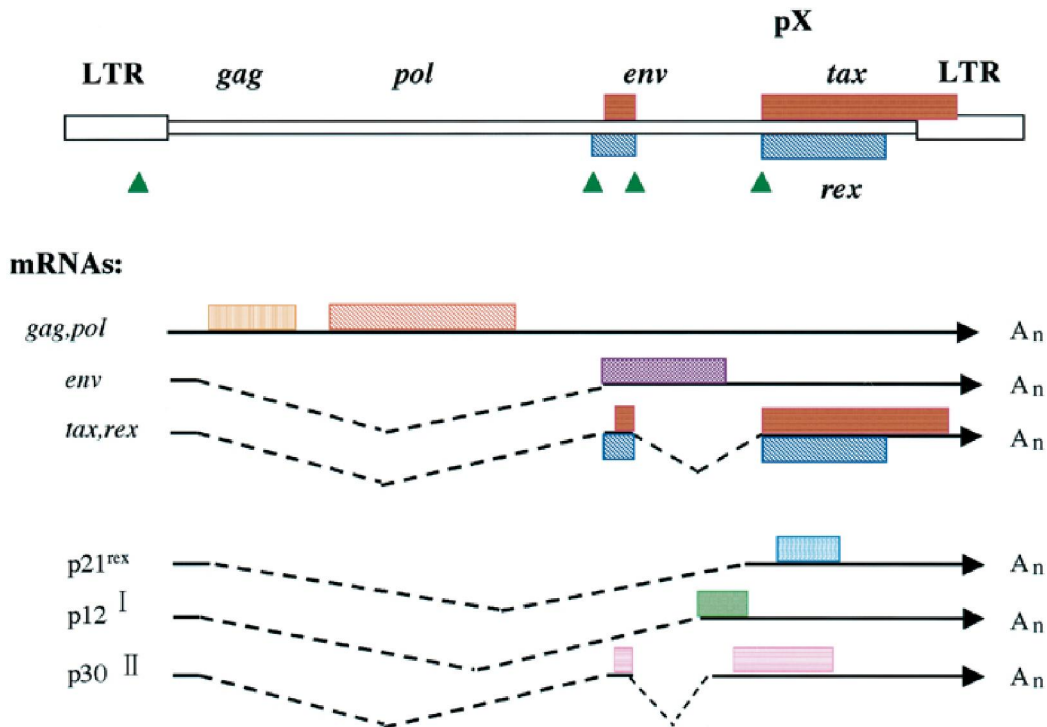 pX
LTR gag pol env tax LTR
rex
mRNAs:
gag,pol An
env An
tax,rex An
p21rex An
p12 I An
p30 II An